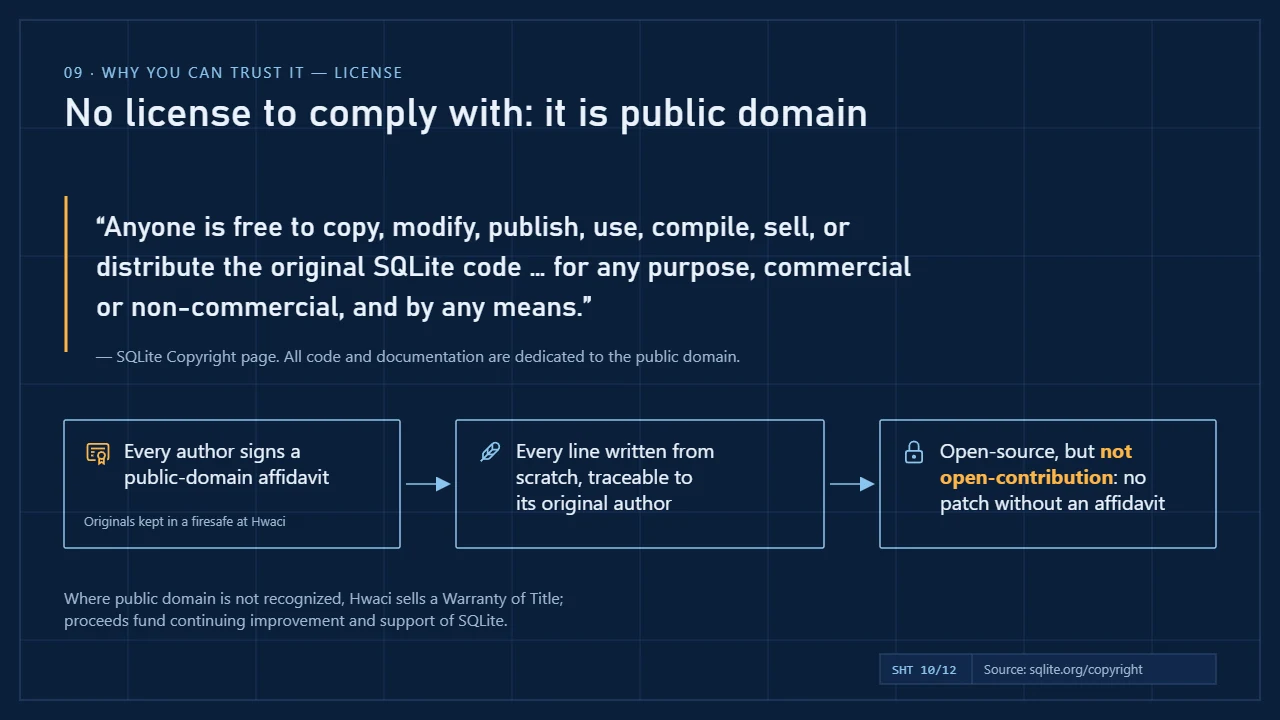 09 · WHY YOU CAN TRUST IT — LICENSE
No license to comply with: it is public domain
“Anyone is free to copy, modify, publish, use, compile, sell, or
distribute the original SQLite code … for any purpose, commercial
or non-commercial, and by any means.”
— SQLite Copyright page. All code and documentation are dedicated to the public domain.
Every author signs a
public-domain affidavit
Originals kept in a firesafe at Hwaci
Every line written from
scratch, traceable to
its original author
Open-source, but not
open-contribution: no
patch without an affidavit
Where public domain is not recognized, Hwaci sells a Warranty of Title;
proceeds fund continuing improvement and support of SQLite.
SHT 10/12
Source: sqlite.org/copyright